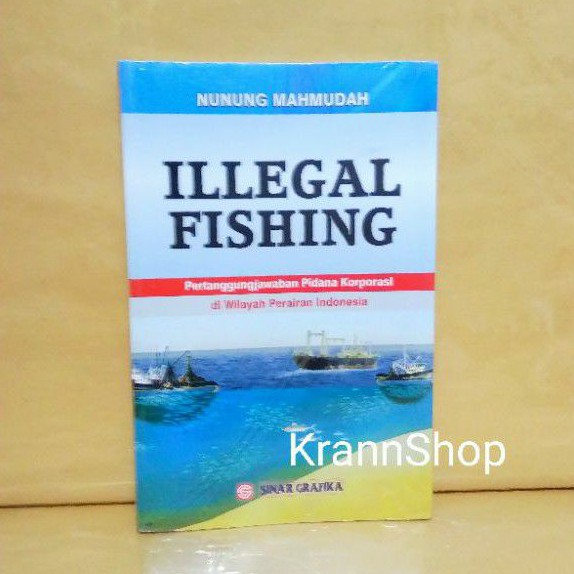 NUNUNG MAHMUDAH
ILLEGAL
FISHING
Pertanggungjawaban Pidana Korporasi
di Wilayah Perairan Indonesia
KrannShop
SINAR GRAFIKA